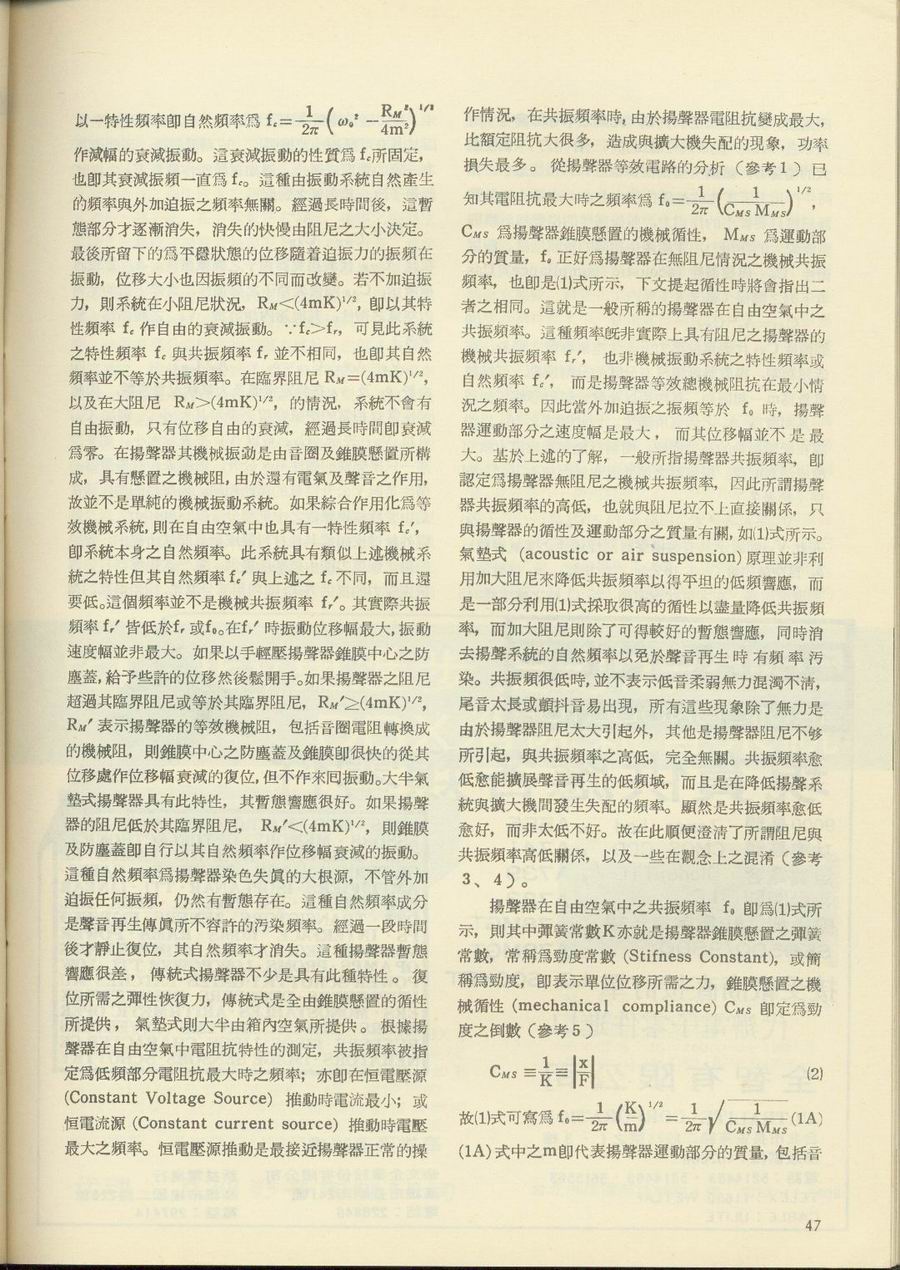 以一特性頻率卽自然頻率爲 f꜀=1/2π(ω₀² − R_M²/4m²)^1/2
作減幅的衰減振動。這衰減振動的性質爲 f꜀所固定,
也卽其衰減振頻一直爲 f꜀。這種由振動系統自然產生
的頻率與外加迫振之頻率無關。經過長時間後,這暫
態部分才逐漸消失,消失的快慢由阻尼之大小決定。
最後所留下的爲平穩狀態的位移隨着迫振力的振頻在
振動,位移大小也因振頻的不同而改變。若不加迫振
力,則系統在小阻尼狀況,R_M<(4mK)^1/2,卽以其特
性頻率 f꜀ 作自由的衰減振動。∵f꜀>fᵣ,可見此系統
之特性頻率 f꜀ 與共振頻率 fᵣ 並不相同,也卽其自然
頻率並不等於共振頻率。在臨界阻尼 R_M=(4mK)^1/2,
以及在大阻尼 R_M>(4mK)^1/2,的情況,系統不會有
自由振動,只有位移自由的衰減,經過長時間卽衰減
爲零。在揚聲器其機械振動是由音圈及錐膜懸置所構
成,具有懸置之機械阻,由於還有電氣及聲音之作用,
故並不是單純的機械振動系統。如果綜合作用化爲等
效機械系統,則在自由空氣中也具有一特性頻率 f꜀′,
卽系統本身之自然頻率。此系統具有類似上述機械系
統之特性但其自然頻率 f꜀′ 與上述之 f꜀ 不同,而且還
要低。這個頻率並不是機械共振頻率 fᵣ′。其實際共振
頻率 fᵣ′ 皆低於fᵣ 或f₀。在fᵣ′ 時振動位移幅最大,振動
速度幅並非最大。如果以手輕壓揚聲器錐膜中心之防
塵蓋,給予些許的位移然後鬆開手。如果揚聲器之阻尼
超過其臨界阻尼或等於其臨界阻尼,R_M′≥(4mK)^1/2,
R_M′ 表示揚聲器的等效機械阻,包括音圈電阻轉換成
的機械阻,則錐膜中心之防塵蓋及錐膜卽很快的從其
位移處作位移幅衰減的復位,但不作來囘振動。大半氣
墊式揚聲器具有此特性,其暫態響應很好。如果揚聲
器的阻尼低於其臨界阻尼,R_M′<(4mK)^1/2,則錐膜
及防塵蓋卽自行以其自然頻率作位移幅衰減的振動。
這種自然頻率爲揚聲器染色失眞的大根源,不管外加
迫振任何振頻,仍然有暫態存在。這種自然頻率成分
是聲音再生傳眞所不容許的汚染頻率。經過一段時間
後才靜止復位,其自然頻率才消失。這種揚聲器暫態
響應很差,傳統式揚聲器不少是具有此種特性。復
位所需之彈性恢復力,傳統式是全由錐膜懸置的循性
所提供,氣墊式則大半由箱內空氣所提供。根據揚
聲器在自由空氣中電阻抗特性的測定,共振頻率被指
定爲低頻部分電阻抗最大時之頻率;亦卽在恒電壓源
(Constant Voltage Source) 推動時電流最小;或
恒電流源 (Constant current source) 推動時電壓
最大之頻率。恒電壓源推動是最接近揚聲器正常的操
作情況,在共振頻率時,由於揚聲器電阻抗變成最大,
比額定阻抗大很多,造成與擴大機失配的現象,功率
損失最多。從揚聲器等效電路的分析(參考1)已
知其電阻抗最大時之頻率爲 f₀=1/2π(1/C_MS M_MS)^1/2,
C_MS 爲揚聲器錐膜懸置的機械循性,M_MS 爲運動部
分的質量,f₀ 正好爲揚聲器在無阻尼情況之機械共振
頻率,也卽是(1)式所示,下文提起循性時將會指出二
者之相同。這就是一般所稱的揚聲器在自由空氣中之
共振頻率。這種頻率旣非實際上具有阻尼之揚聲器的
機械共振頻率 fᵣ′,也非機械振動系統之特性頻率或
自然頻率 f꜀′,而是揚聲器等效總機械阻抗在最小情
況之頻率。因此當外加迫振之振頻等於 f₀ 時,揚聲
器運動部分之速度幅是最大,而其位移幅並不是最
大。基於上述的了解,一般所指揚聲器共振頻率,卽
認定爲揚聲器無阻尼之機械共振頻率,因此所謂揚聲
器共振頻率的高低,也就與阻尼拉不上直接關係,只
與揚聲器的循性及運動部分之質量有關,如(1)式所示。
氣墊式 (acoustic or air suspension) 原理並非利
用加大阻尼來降低共振頻率以得平坦的低頻響應,而
是一部分利用(1)式採取很高的循性以盡量降低共振頻
率,而加大阻尼則除了可得較好的暫態響應,同時消
去揚聲系統的自然頻率以免於聲音再生時有頻率汚
染。共振頻很低時,並不表示低音柔弱無力混濁不淸,
尾音太長或顫抖音易出現,所有這些現象除了無力是
由於揚聲器阻尼太大引起外,其他是揚聲器阻尼不够
所引起,與共振頻率之高低,完全無關。共振頻率愈
低愈能擴展聲音再生的低頻域,而且是在降低揚聲系
統與擴大機間發生失配的頻率。顯然是共振頻率愈低
愈好,而非太低不好。故在此順便澄淸了所謂阻尼與
共振頻率高低關係,以及一些在觀念上之混淆(參考
3、4)。
揚聲器在自由空氣中之共振頻率 f₀ 卽爲(1)式所
示,則其中彈簧常數K亦就是揚聲器錐膜懸置之彈簧
常數,常稱爲勁度常數 (Stifness Constant),或簡
稱爲勁度,卽表示單位位移所需之力,錐膜懸置之機
械循性 (mechanical compliance) C_MS 卽定爲勁
度之倒數(參考5)
C_MS≡1/K≡|x/F| (2)
故(1)式可寫爲 f₀=1/2π(K/m)^1/2=1/2π√(1/C_MS M_MS) (1A)
(1A) 式中之m卽代表揚聲器運動部分的質量,包括音
47